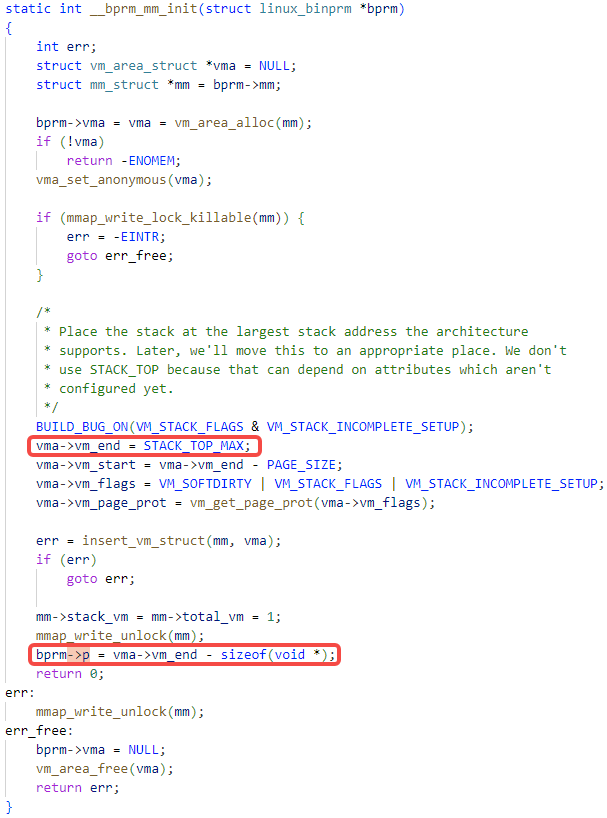 static int __bprm_mm_init(struct linux_binprm *bprm)
{
    int err;
    struct vm_area_struct *vma = NULL;
    struct mm_struct *mm = bprm->mm;

    bprm->vma = vma = vm_area_alloc(mm);
    if (!vma)
        return -ENOMEM;
    vma_set_anonymous(vma);

    if (mmap_write_lock_killable(mm)) {
        err = -EINTR;
        goto err_free;
    }

    /*
     * Place the stack at the largest stack address the architecture
     * supports. Later, we'll move this to an appropriate place. We don't
     * use STACK_TOP because that can depend on attributes which aren't
     * configured yet.
     */
    BUILD_BUG_ON(VM_STACK_FLAGS & VM_STACK_INCOMPLETE_SETUP);
    vma->vm_end = STACK_TOP_MAX;
    vma->vm_start = vma->vm_end - PAGE_SIZE;
    vma->vm_flags = VM_SOFTDIRTY | VM_STACK_FLAGS | VM_STACK_INCOMPLETE_SETUP;
    vma->vm_page_prot = vm_get_page_prot(vma->vm_flags);

    err = insert_vm_struct(mm, vma);
    if (err)
        goto err;

    mm->stack_vm = mm->total_vm = 1;
    mmap_write_unlock(mm);
    bprm->p = vma->vm_end - sizeof(void *);
    return 0;
err:
    mmap_write_unlock(mm);
err_free:
    bprm->vma = NULL;
    vm_area_free(vma);
    return err;
}